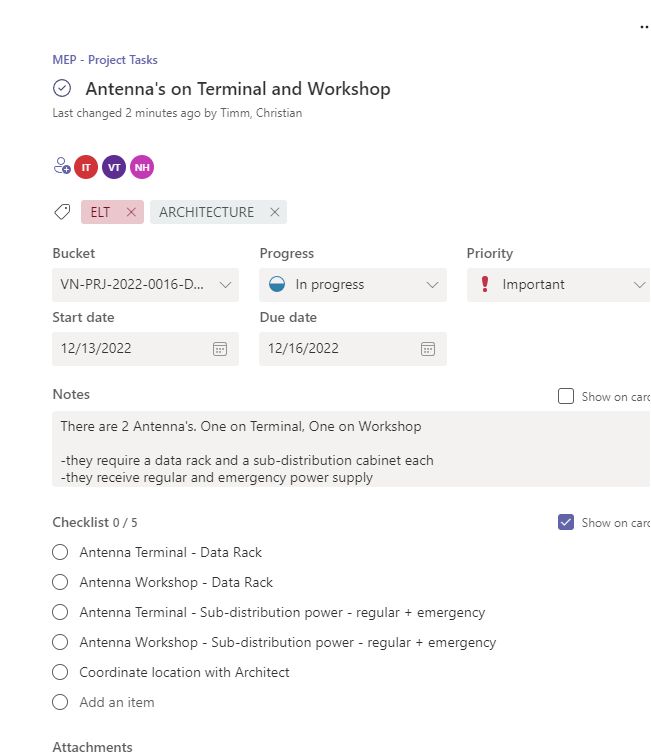 MEP - Project Tasks
Antenna's on Terminal and Workshop
Last changed 2 minutes ago by Timm, Christian
IT VT NH
ELT ARCHITECTURE
Bucket Progress Priority
VN-PRJ-2022-0016-D... In progress Important
Start date Due date
12/13/2022 12/16/2022
Notes Show on card
There are 2 Antenna's. One on Terminal, One on Workshop
-they require a data rack and a sub-distribution cabinet each
-they receive regular and emergency power supply
Checklist 0 / 5 Show on card
Antenna Terminal - Data Rack
Antenna Workshop - Data Rack
Antenna Terminal - Sub-distribution power - regular + emergency
Antenna Workshop - Sub-distribution power - regular + emergency
Coordinate location with Architect
Add an item
Attachments